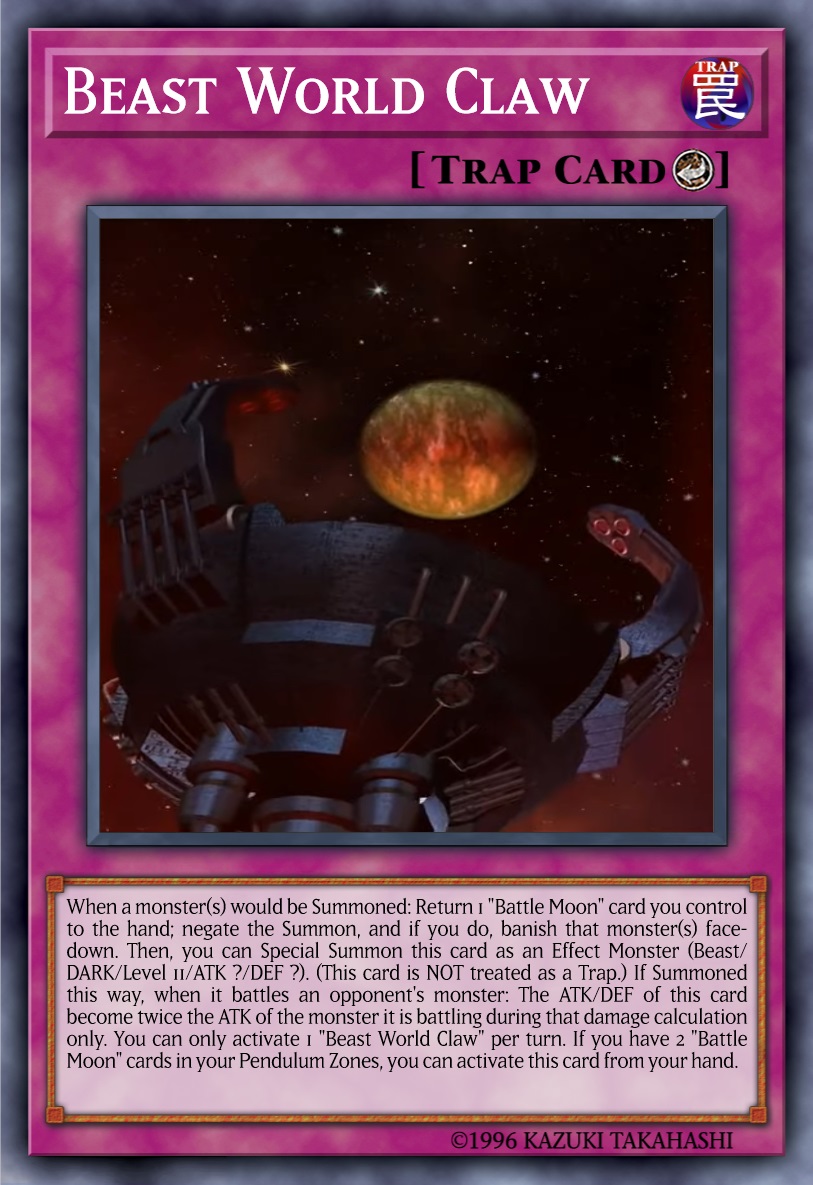 Beast World Claw
TRAP
罠
[Trap Card]
When a monster(s) would be Summoned: Return 1 "Battle Moon" card you control
to the hand; negate the Summon, and if you do, banish that monster(s) face-
down. Then, you can Special Summon this card as an Effect Monster (Beast/
DARK/Level 11/ATK ?/DEF ?). (This card is NOT treated as a Trap.) If Summoned
this way, when it battles an opponent's monster: The ATK/DEF of this card
become twice the ATK of the monster it is battling during that damage calculation
only. You can only activate 1 "Beast World Claw" per turn. If you have 2 "Battle
Moon" cards in your Pendulum Zones, you can activate this card from your hand.
©1996 KAZUKI TAKAHASHI